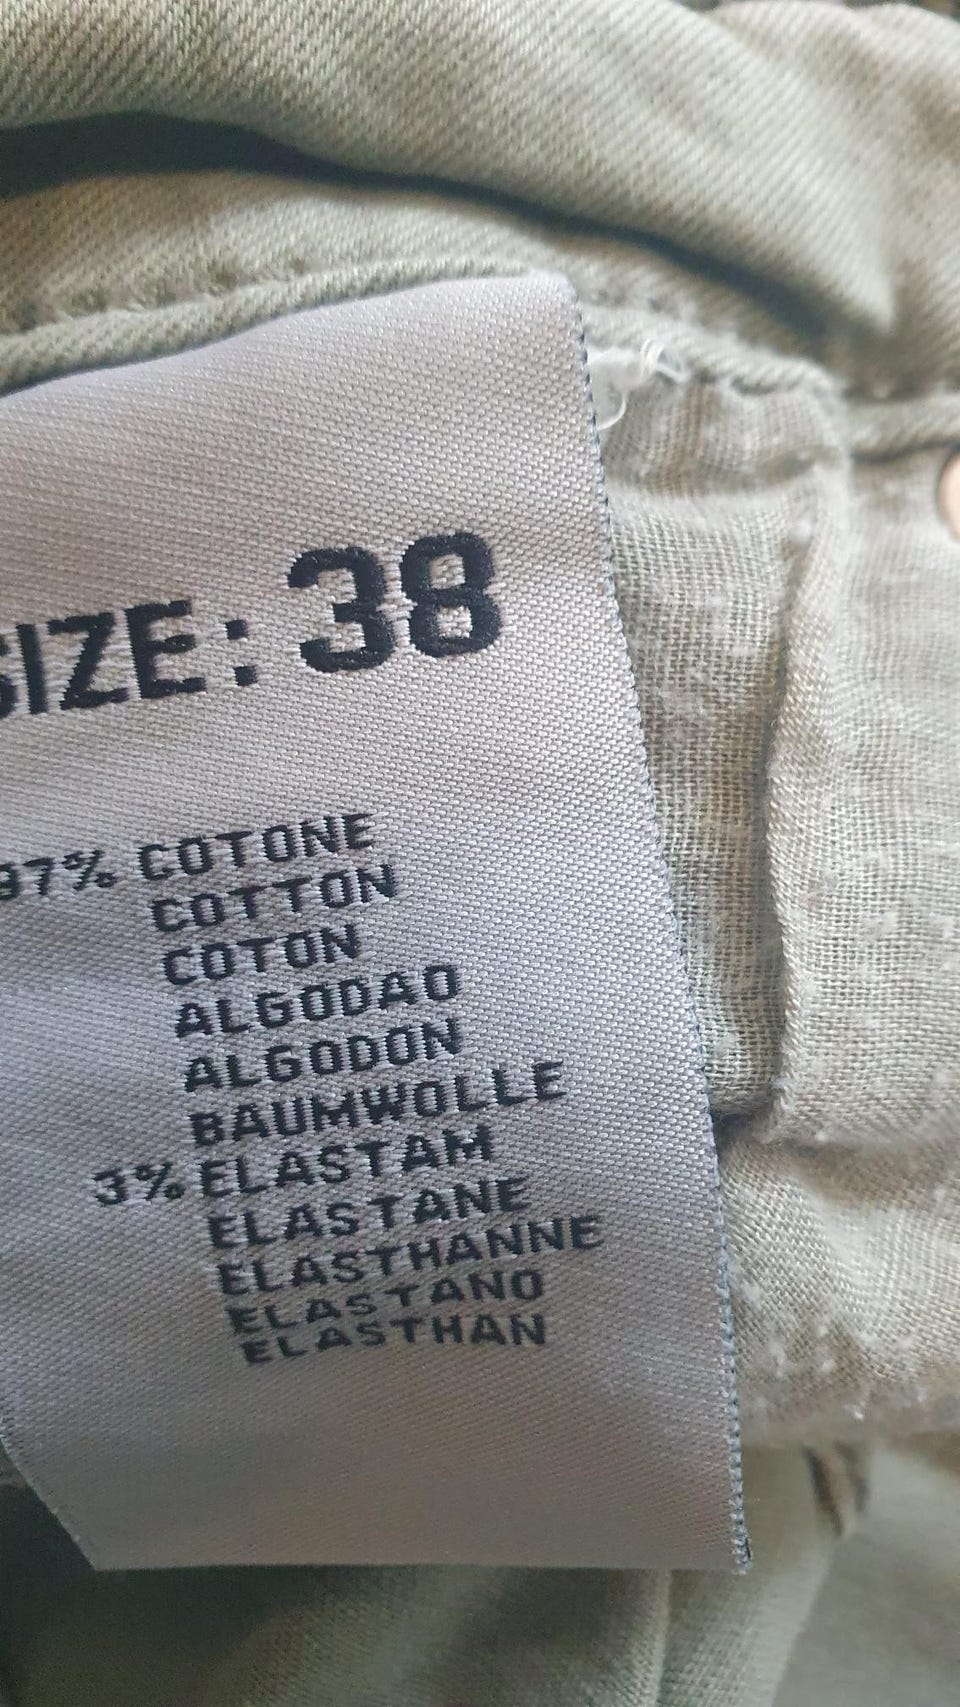 SIZE: 38
97% COTONE
COTTON
COTON
ALGODAO
ALGODON
BAUMWOLLE
3% ELASTAM
ELASTANE
ELASTHANNE
ELASTANO
ELASTHAN